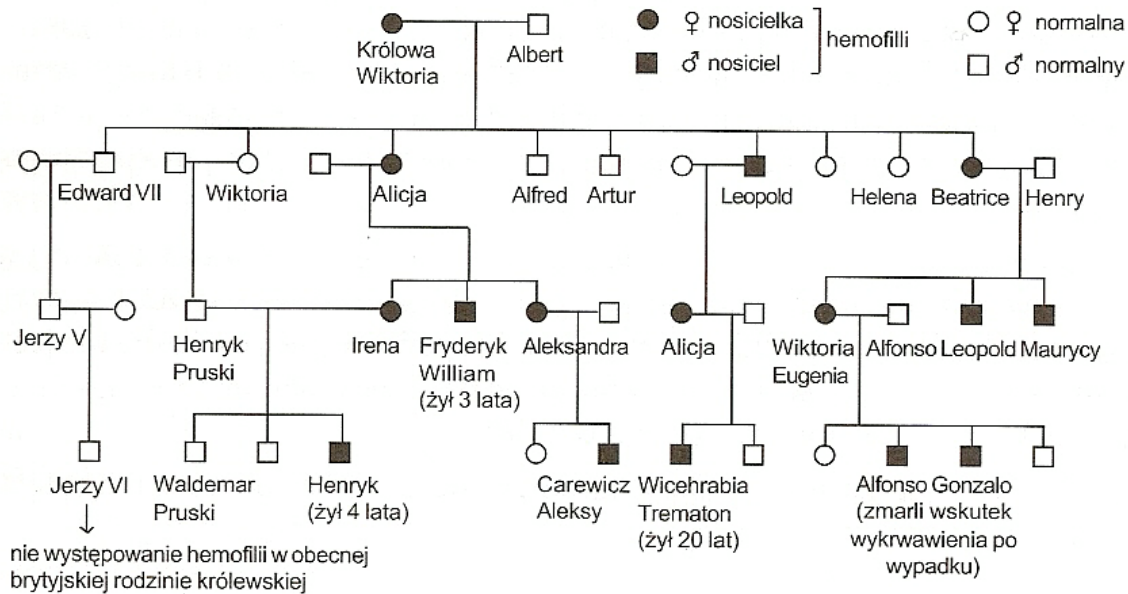 Królowa
Wiktoria
Albert
♀ nosicielka
♂ nosiciel
hemofilli
♀ normalna
♂ normalny
Edward VII
Wiktoria
Alicja
Alfred
Artur
Leopold
Helena
Beatrice
Henry
Jerzy V
Henryk
Pruski
Irena
Fryderyk
William
(żył 3 lata)
Aleksandra
Alicja
Wiktoria
Eugenia
Alfonso
Leopold
Maurycy
Jerzy VI
Waldemar
Pruski
Henryk
(żył 4 lata)
Carewicz
Aleksy
Wicehrabia
Trematon
(żył 20 lat)
Alfonso Gonzalo
(zmarli wskutek
wykrwawienia po
wypadku)
nie występowanie hemofilii w obecnej
brytyjskiej rodzinie królewskiej